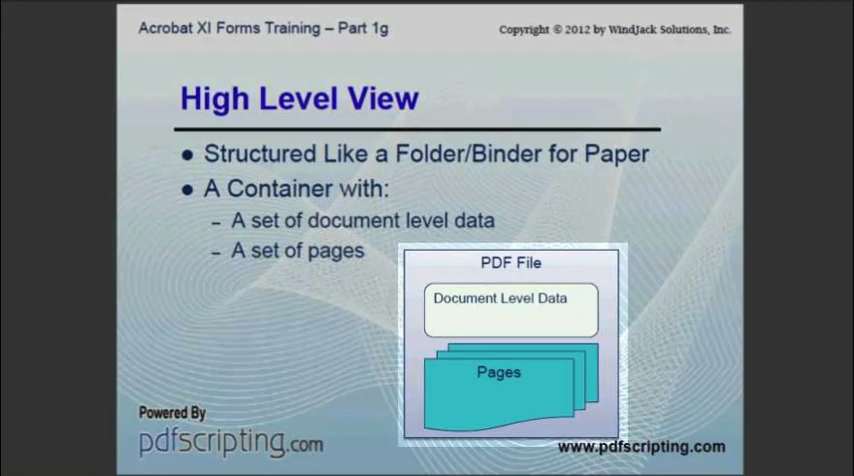 Acrobat XI Forms Training – Part 1g
Copyright © 2012 by WindJack Solutions, Inc.
High Level View
● Structured Like a Folder/Binder for Paper
● A Container with:
– A set of document level data
– A set of pages
PDF File
Document Level Data
Pages
Powered By
pdfscripting.com
www.pdfscripting.com